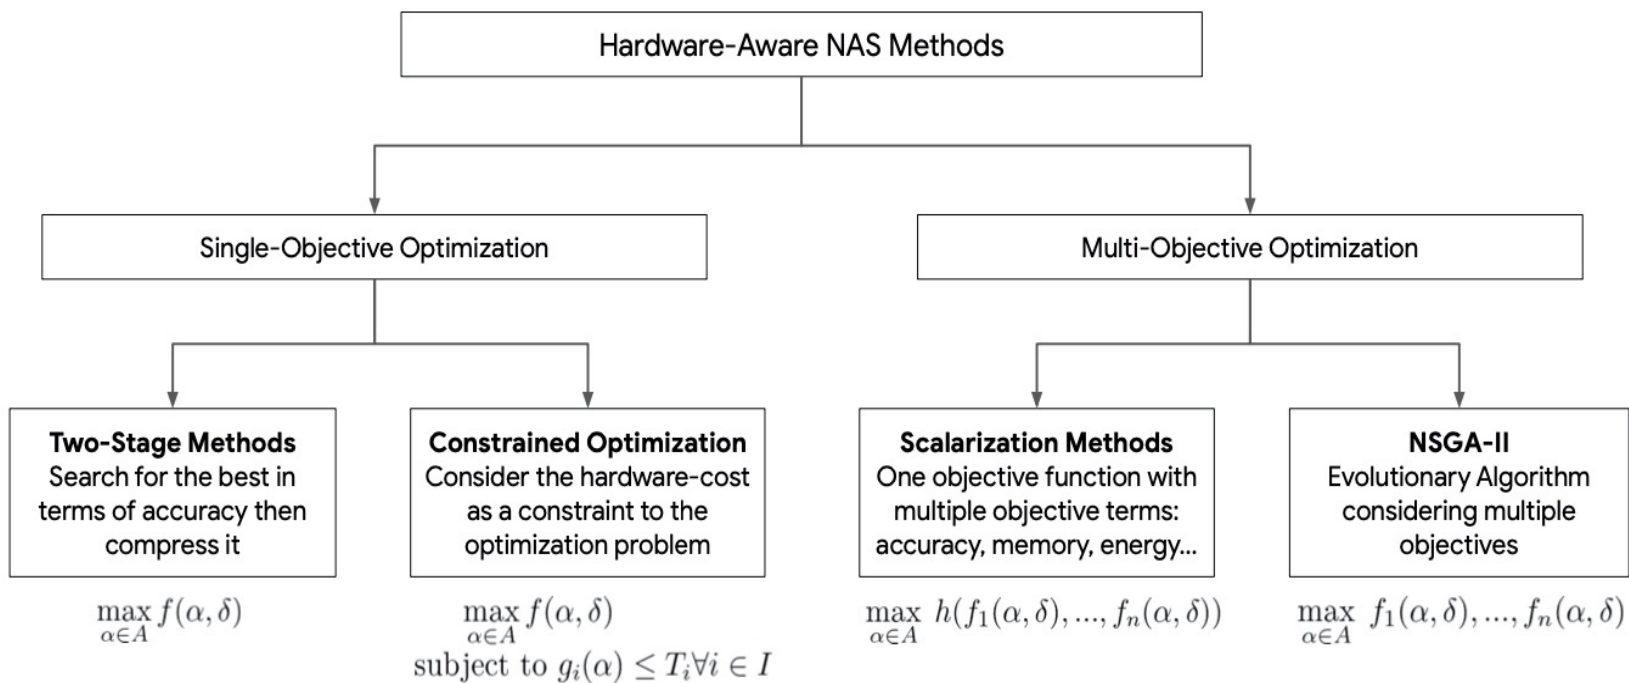 Hardware-Aware NAS Methods
Single-Objective Optimization
Multi-Objective Optimization
Two-Stage Methods
Search for the best in
terms of accuracy then
compress it
max f(α, δ)
α∈A
Constrained Optimization
Consider the hardware-cost
as a constraint to the
optimization problem
max f(α, δ)
α∈A
subject to gᵢ(α) ≤ Tᵢ∀i ∈ I
Scalarization Methods
One objective function with
multiple objective terms:
accuracy, memory, energy...
max h(f₁(α, δ), ..., fₙ(α, δ))
α∈A
NSGA-II
Evolutionary Algorithm
considering multiple
objectives
max f₁(α, δ), ..., fₙ(α, δ)
α∈A